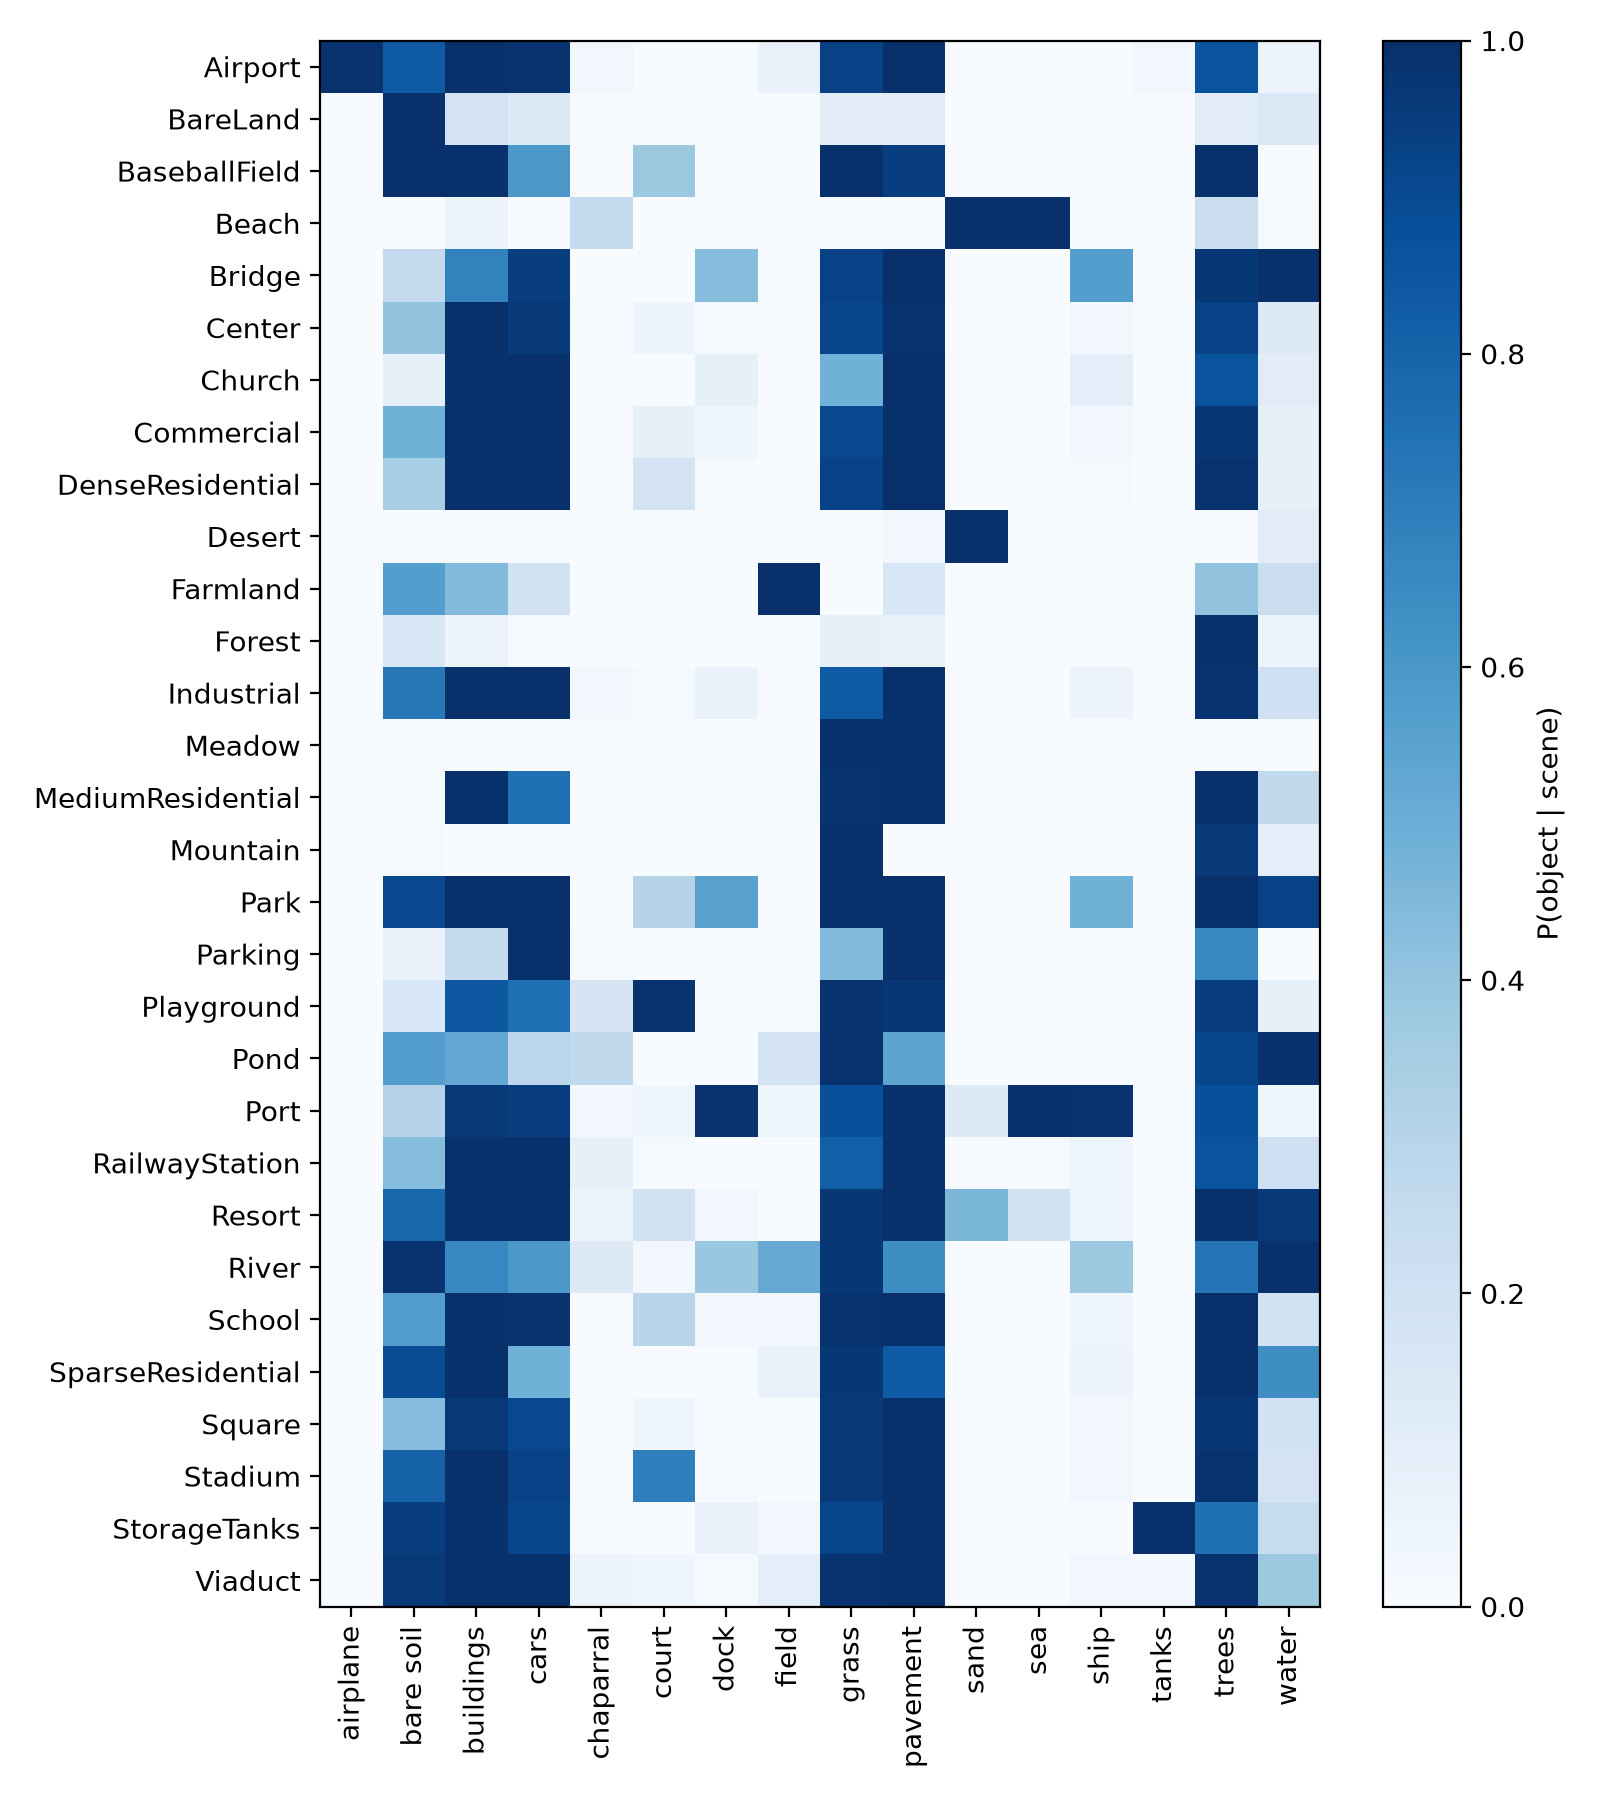 Airport
BareLand
BaseballField
Beach
Bridge
Center
Church
Commercial
DenseResidential
Desert
Farmland
Forest
Industrial
Meadow
MediumResidential
Mountain
Park
Parking
Playground
Pond
Port
RailwayStation
Resort
River
School
SparseResidential
Square
Stadium
StorageTanks
Viaduct
airplane
bare soil
buildings
cars
chaparral
court
dock
field
grass
pavement
sand
sea
ship
tanks
trees
water
1.0
0.8
0.6
0.4
0.2
0.0
P(object | scene)